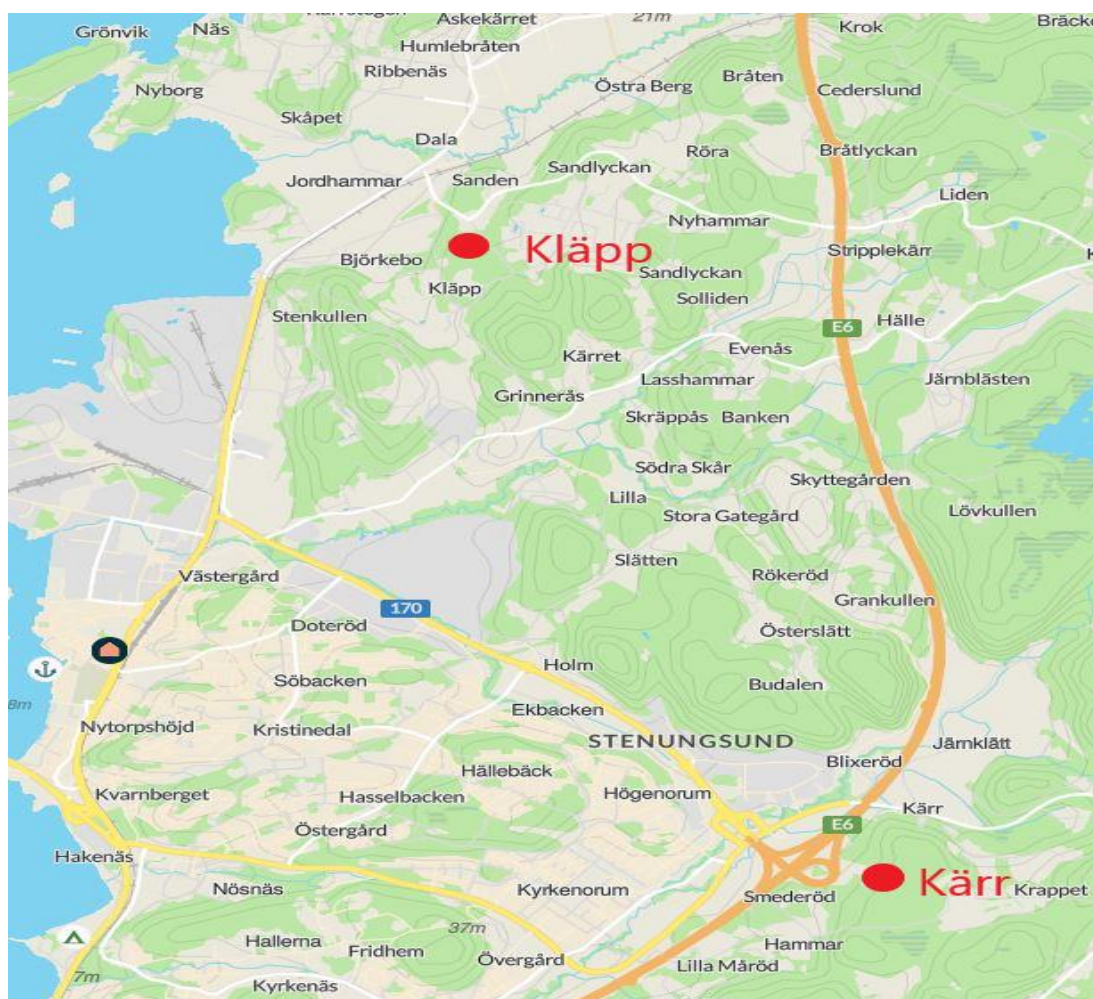 Askekärret
21m
Krok
Grönvik
Näs
Humlebråten
Ribbenäs
Bråten
Nyborg
Östra Berg
Cederslund
Skåpet
Dala
Röra
Bråtlyckan
Sandlyckan
Jordhammar
Sanden
Liden
Nyhammar
Kläpp
Stripplekärr
Björkebo
Sandlyckan
Kläpp
Solliden
Stenkullen
E6
Hälle
Kärret
Evenås
Lasshammar
Järnblästen
Grinnerås
Skräppås
Banken
Södra Skår
Skyttegården
Lilla
Stora Gategård
Lövkullen
Slätten
Västergård
Rökeröd
170
Grankullen
Doteröd
Österslätt
Holm
Söbacken
Budalen
8m
Ekbacken
Nytorpshöjd
Kristinedal
STENUNGSUND
Järnklätt
Blixeröd
Hällebäck
Kvarnberget
Hasselbacken
Högenorum
Kärr
E6
Östergård
Hakenäs
Kärr
Nösnäs
Kyrkenorum
Krappet
Smederöd
37m
Hallerna
Fridhem
Hammar
Övergård
Lilla Måröd
7m
Kyrkenäs